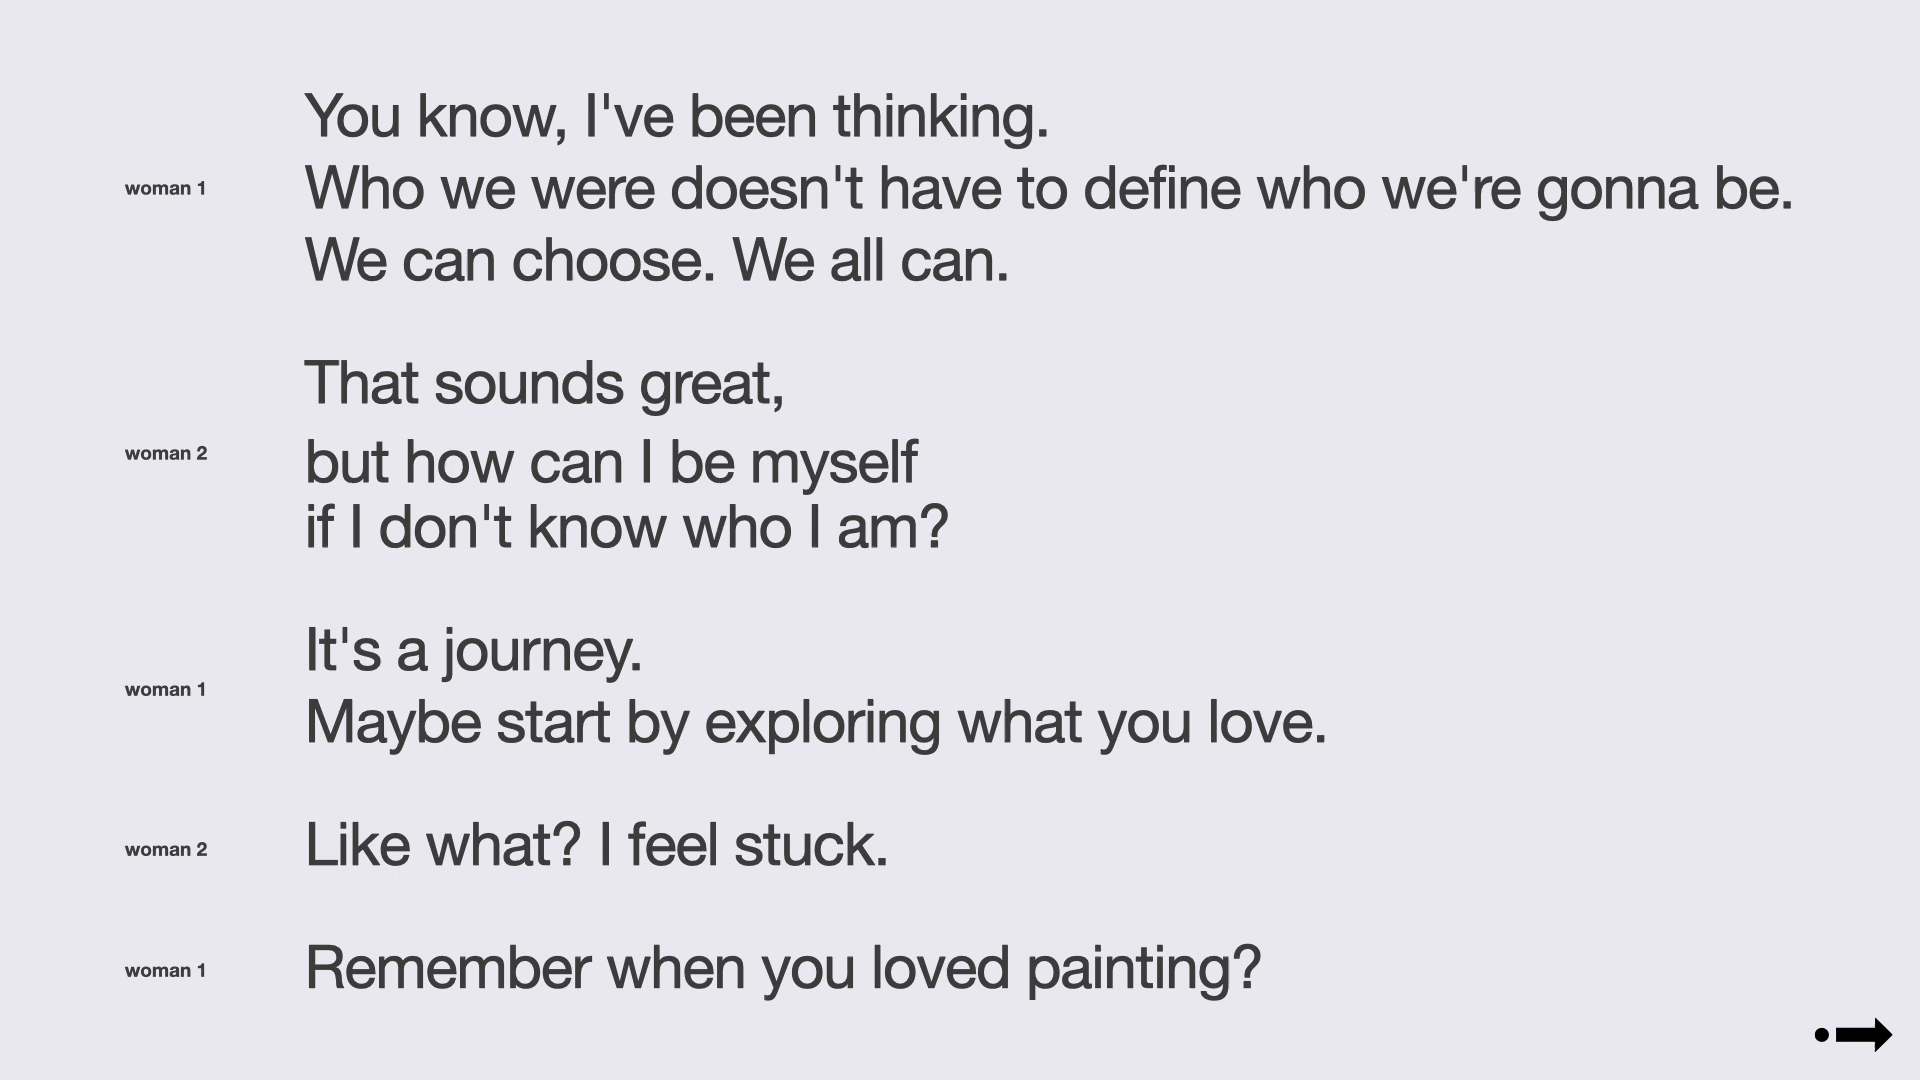 You know, I've been thinking.
woman 1
Who we were doesn't have to define who we're gonna be.
We can choose. We all can.
That sounds great,
woman 2
but how can I be myself
if I don't know who I am?
It's a journey.
woman 1
Maybe start by exploring what you love.
woman 2
Like what? I feel stuck.
woman 1
Remember when you loved painting?